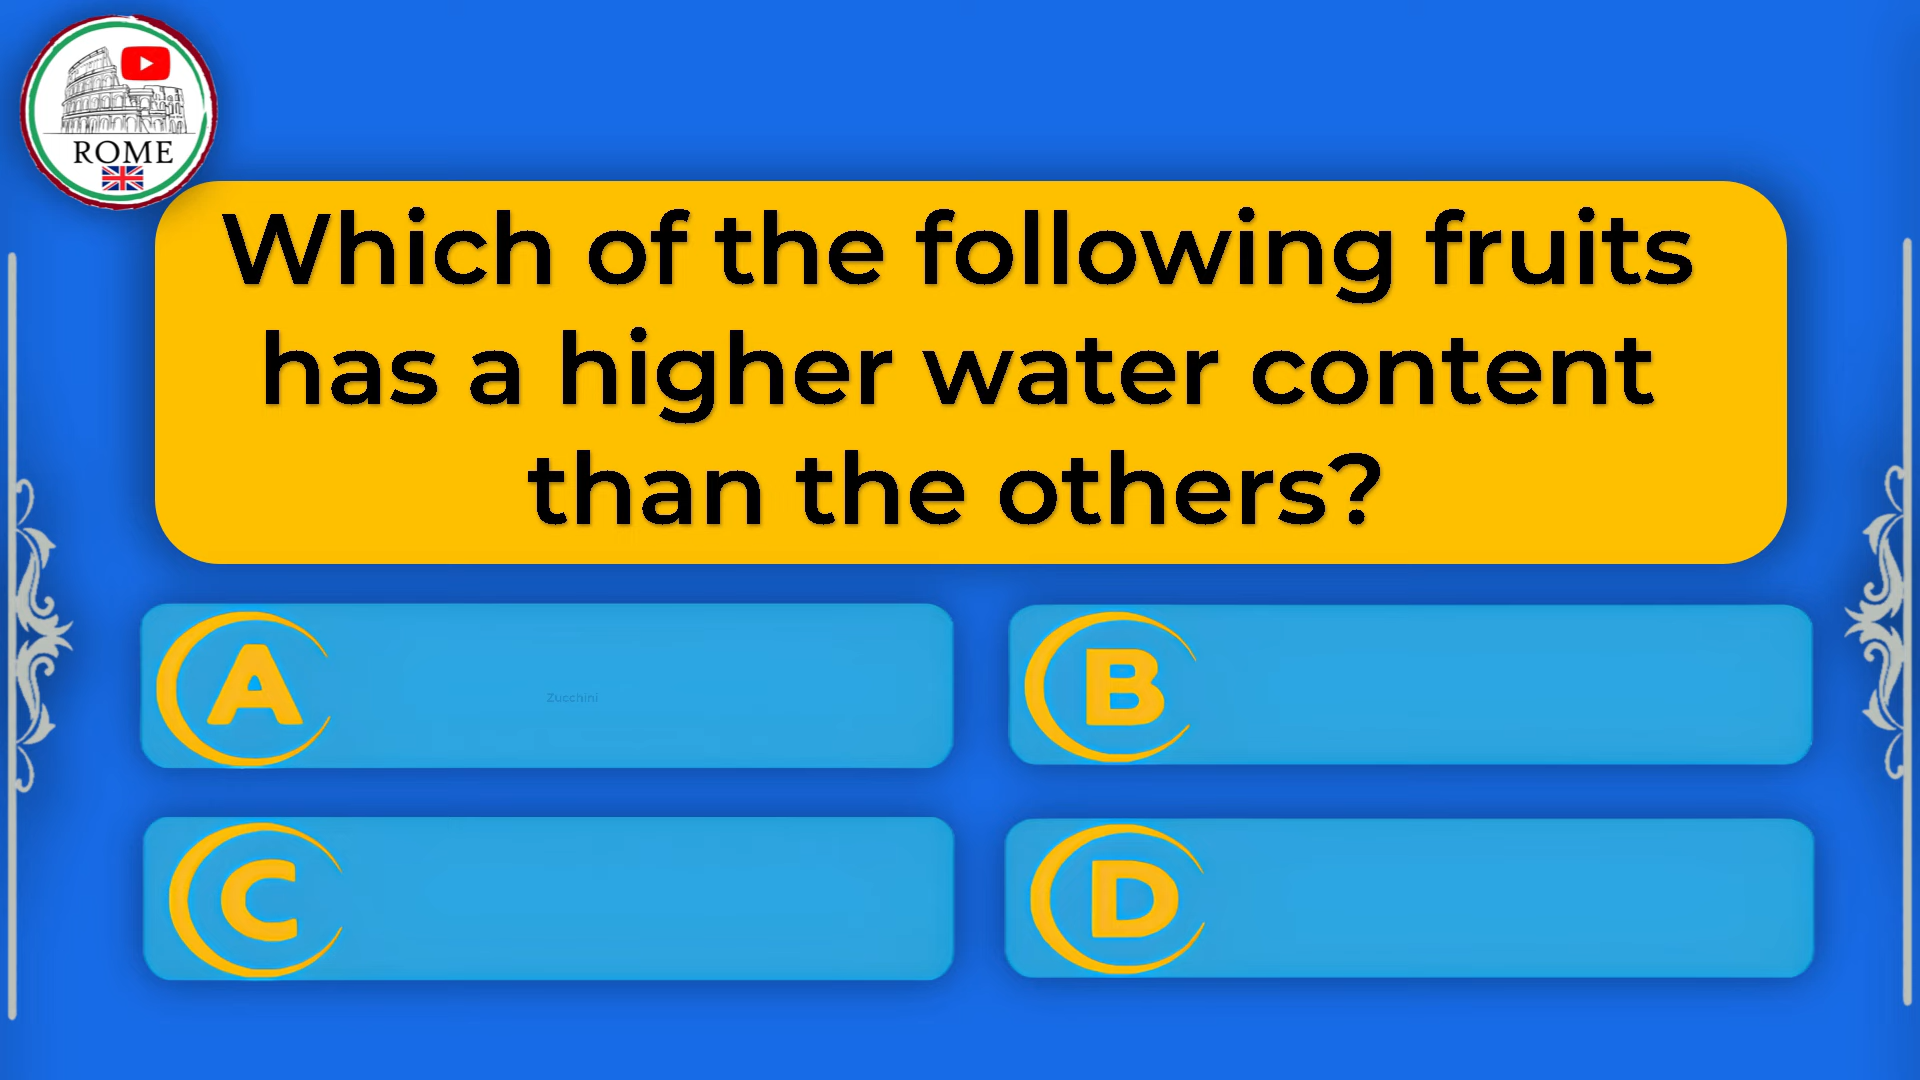 ROME
Which of the following fruits
has a higher water content
than the others?
A
Zucchini
B
C
D